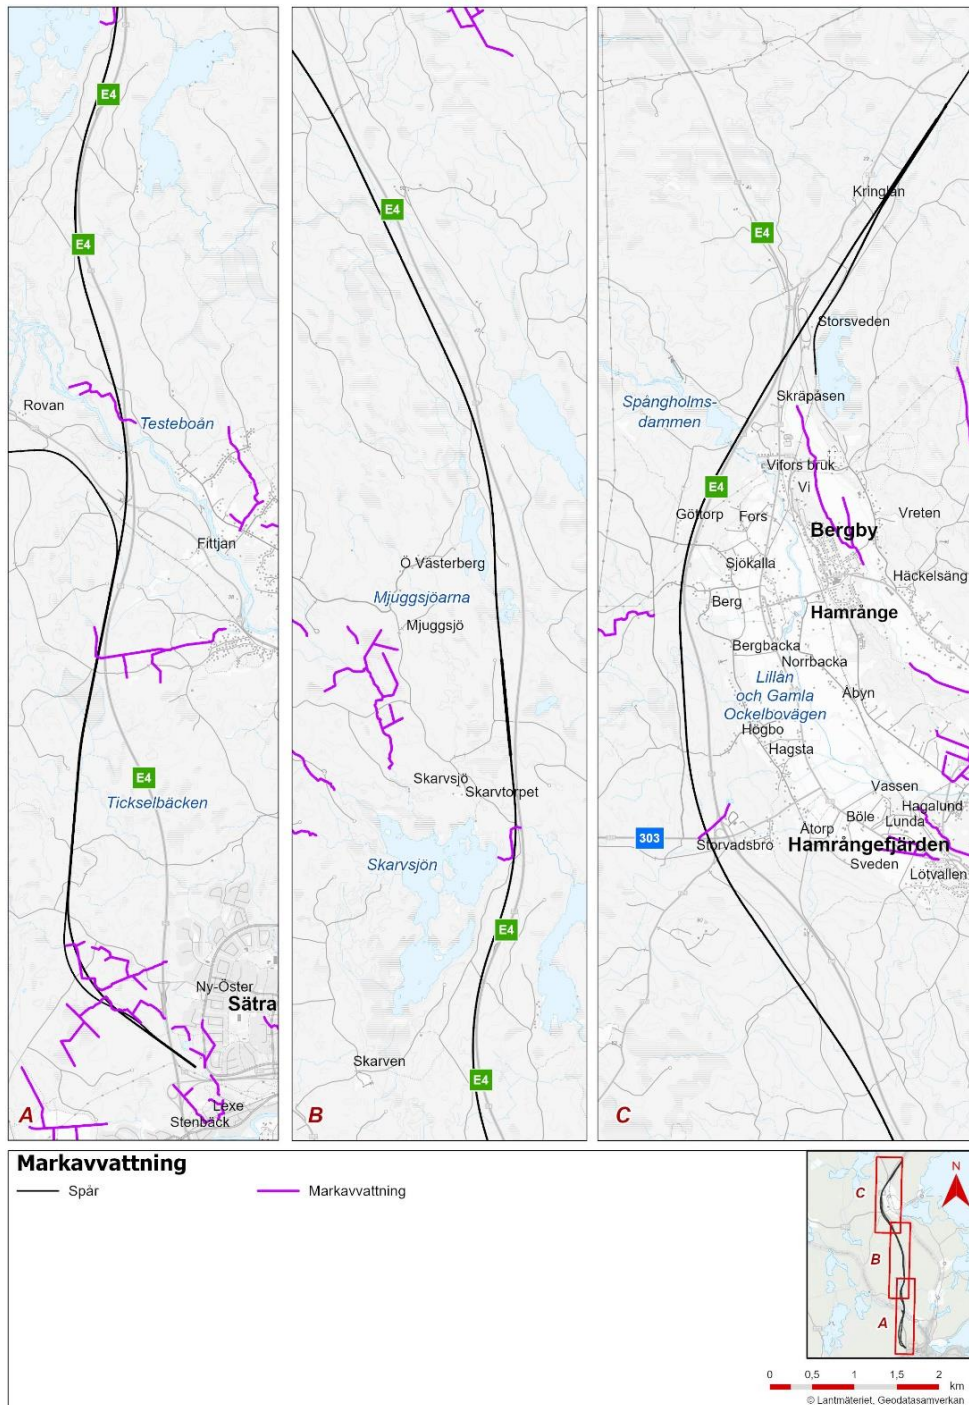 E4
E4
Rovan
Testeboån
Fittjan
E4
Tickselbäcken
Ny-Öster
Sätra
Lexe
Stenbäck
A
E4
Ö Västerberg
Mjuggsjöarna
Mjuggsjö
Skarvsjö
Skarvtorpet
Skarvsjön
E4
Skarven
E4
B
Kringlan
E4
Storsveden
Skräpåsen
Spångholms-
dammen
Vifors bruk
E4
Vi
Göttorp
Fors
Vreten
Bergby
Sjökalla
Häckelsäng
Berg
Hamrånge
Bergbacka
Norrbacka
Lillån
och Gamla
Ockelbovägen
Åbyn
Högbo
Hagsta
Vassen
Hagalund
Böle
Lunda
Åtorp
303
Storvadsbro
Hamrångefjärden
Sveden
Lötvallen
C
Markavvattning
Spår
Markavvattning
C
B
A
N
0 0,5 1 2
km
© Lantmäteriet, Geodatasamverkan